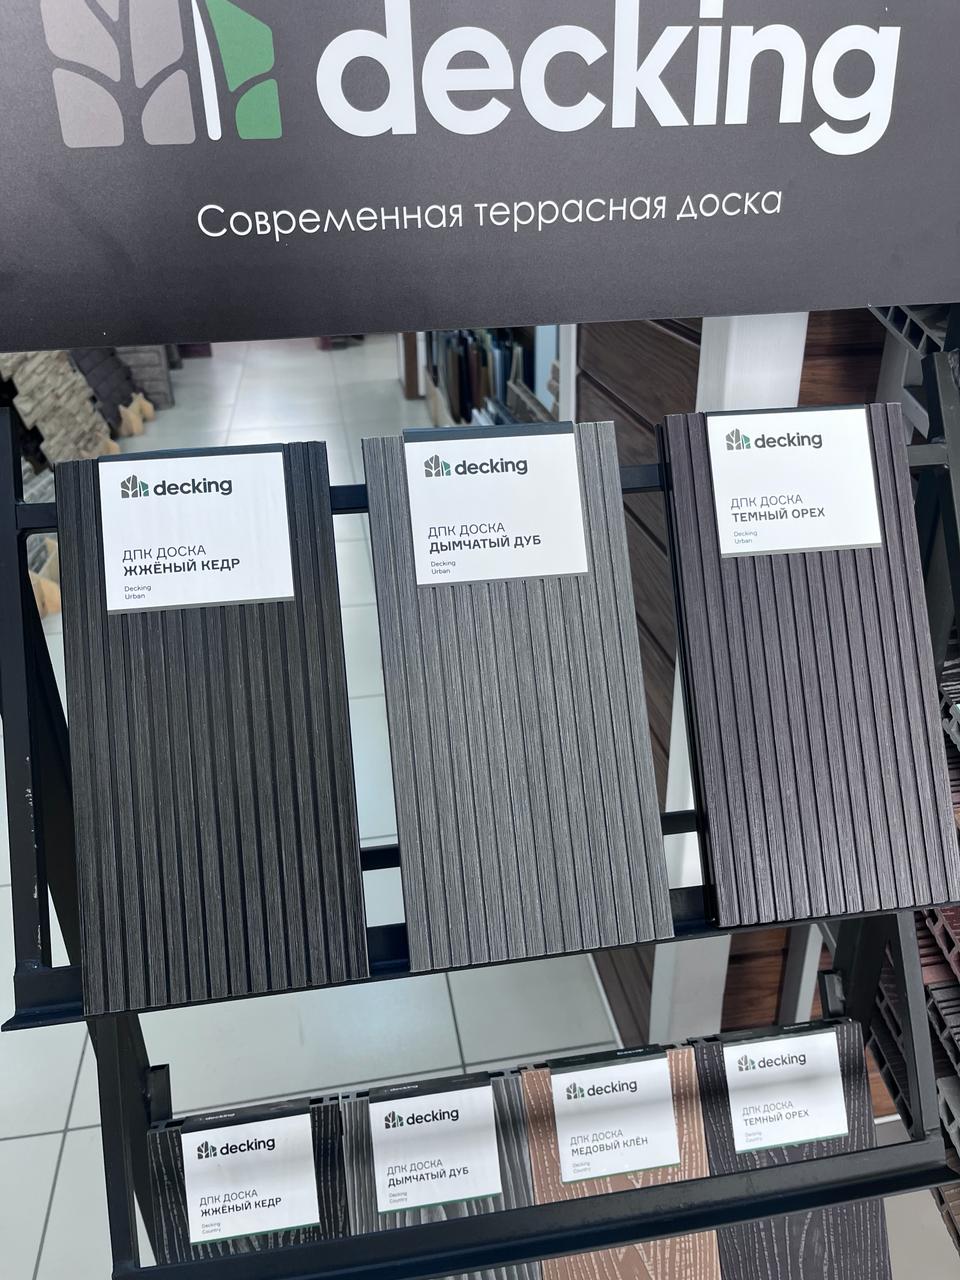 decking
Современная террасная доска
decking
ДПК ДОСКА
ЖЖЁНЫЙ КЕДР
Decking
Urban
decking
ДПК ДОСКА
ДЫМЧАТЫЙ ДУБ
Decking
Urban
decking
ДПК ДОСКА
ТЕМНЫЙ ОРЕХ
Decking
Urban
decking
ДПК ДОСКА
ЖЖЁНЫЙ КЕДР
Decking
Country
decking
ДПК ДОСКА
ДЫМЧАТЫЙ ДУБ
Decking
Country
decking
ДПК ДОСКА
МЕДОВЫЙ КЛЁН
Decking
Country
decking
ДПК ДОСКА
ТЕМНЫЙ ОРЕХ
Decking
Country